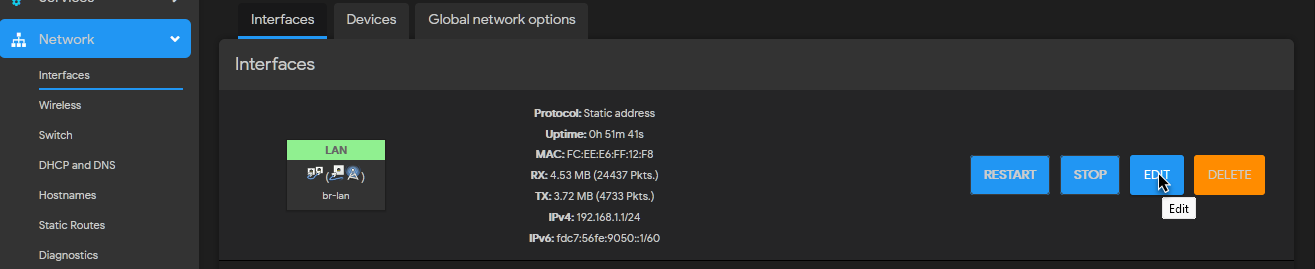 Services
Interfaces
Devices
Global network options
Network
Interfaces
Interfaces
Wireless
Switch
DHCP and DNS
Hostnames
Static Routes
Diagnostics
LAN
br-lan
Protocol: Static address
Uptime: 0h 51m 41s
MAC: FC:EE:E6:FF:12:F8
RX: 4.53 MB (24437 Pkts.)
TX: 3.72 MB (4733 Pkts.)
IPv4: 192.168.1.1/24
IPv6: fdc7:56fe:9050::1/60
RESTART
STOP
EDIT
DELETE
Edit